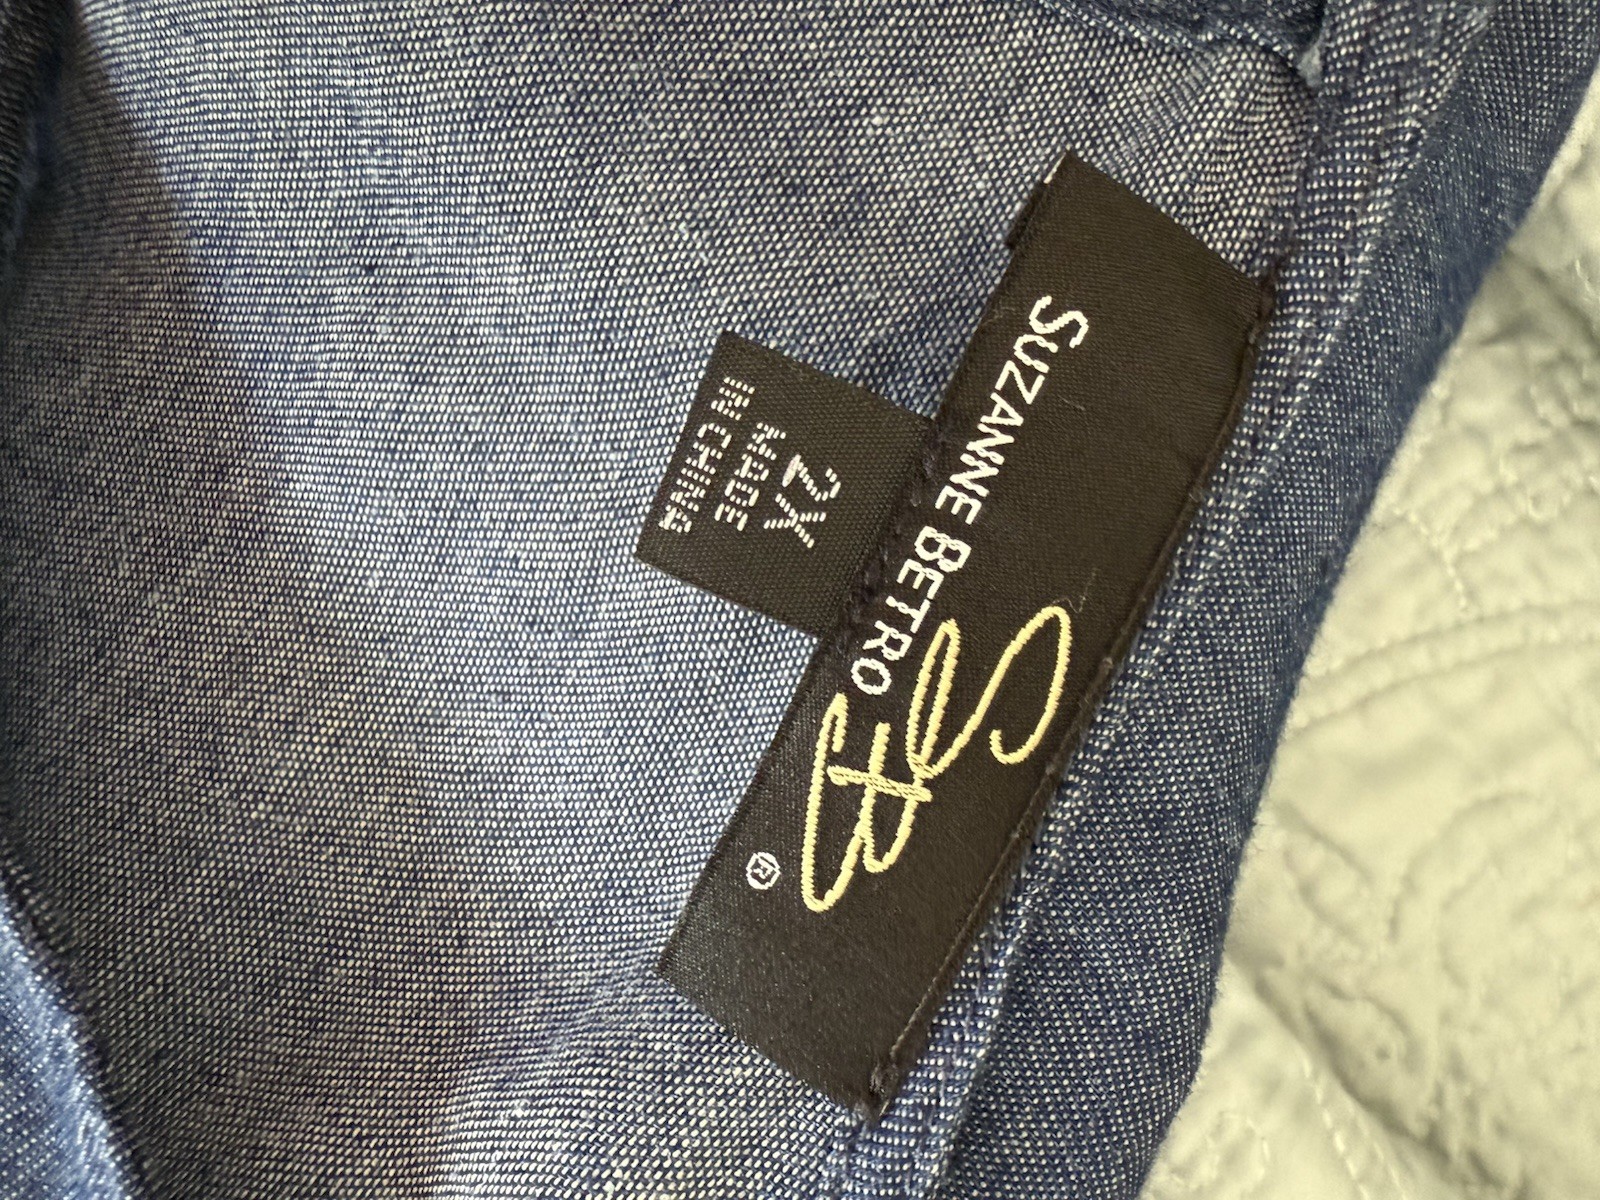 SUZANNE BETRO
SB
®
2X
MADE
IN CHINA